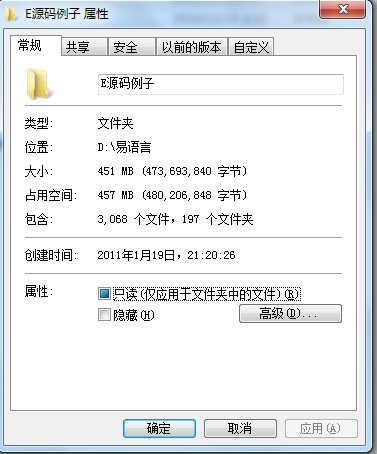 E源码例子 属性
常规 共享 安全 以前的版本 自定义
E源码例子
类型: 文件夹
位置: D:\易语言
大小: 451 MB (473,693,840 字节)
占用空间: 457 MB (480,206,848 字节)
包含: 3,068 个文件, 197 个文件夹
创建时间: 2011年1月19日, 21:20:26
属性: 只读(仅应用于文件夹中的文件)(R)
隐藏(H) 高级(D)...
确定 取消 应用(A)